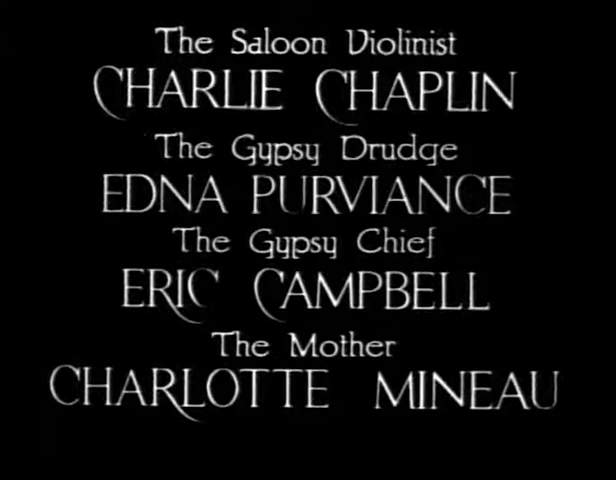 The Saloon Violinist
CHARLIE CHAPLIN
The Gypsy Drudge
EDNA PURVIANCE
The Gypsy Chief
ERIC CAMPBELL
The Mother
CHARLOTTE MINEAU